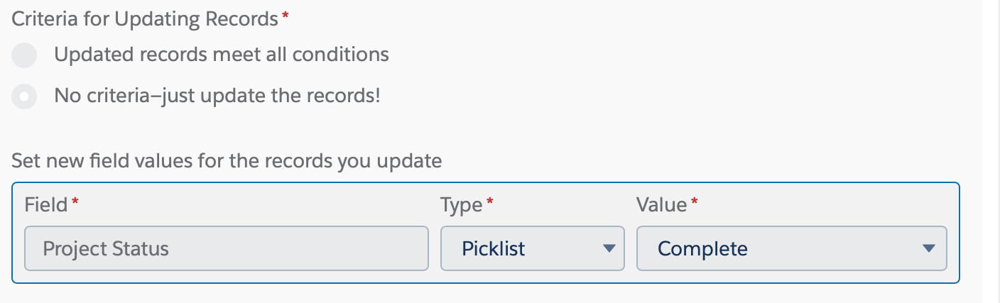 Criteria for Updating Records*
Updated records meet all conditions
No criteria–just update the records!
Set new field values for the records you update
Field* Type* Value*
Project Status Picklist Complete